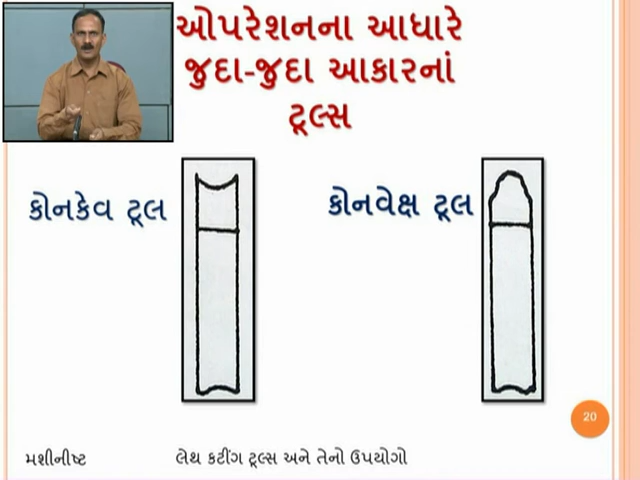 ઓપરેશનના આધારે
જુદા-જુદા આકારનાં
ટૂલ્સ
કોનકેવ ટૂલ
કોનવેક્ષ ટૂલ
20
મશીનીષ્ટ
લેથ કટીંગ ટૂલ્સ અને તેનો ઉપયોગો